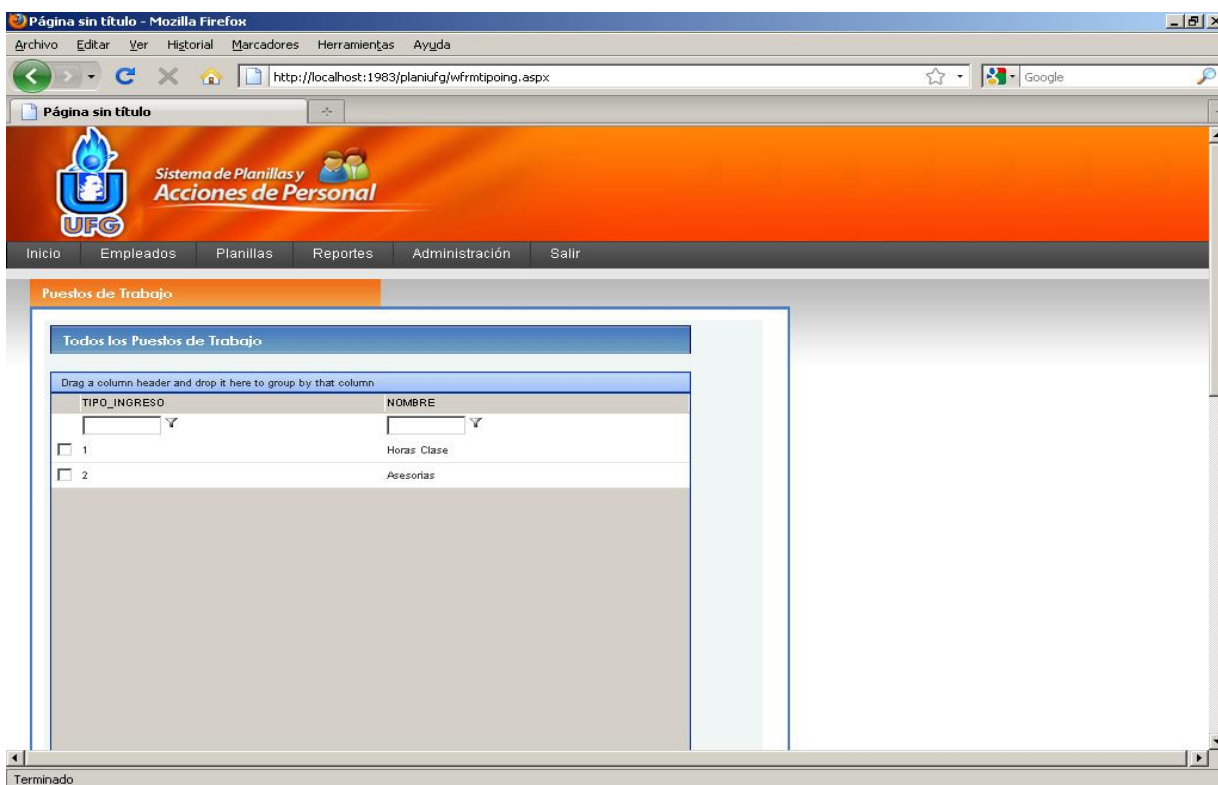 Página sin título - Mozilla Firefox
Archivo Editar Ver Historial Marcadores Herramientas Ayuda
http://localhost:1983/planiufg/wfrmtipoing.aspx
Google
Página sin título
Sistema de Planillas y
Acciones de Personal
UFG
Inicio Empleados Planillas Reportes Administración Salir
Puestos de Trabajo
Todos los Puestos de Trabajo
Drag a column header and drop it here to group by that column
TIPO_INGRESO NOMBRE
1 Horas Clase
2 Asesorias
Terminado